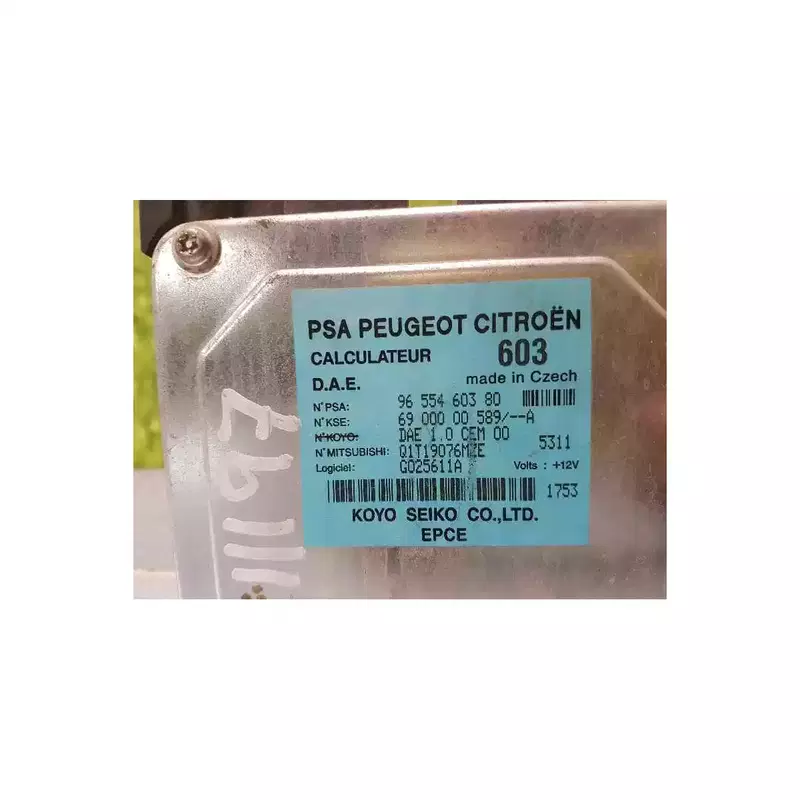 PSA PEUGEOT CITROËN
CALCULATEUR 603
D.A.E. made in Czech
N°PSA: 96 554 603 80
N°KSE: 69 000 00 589/--A
N°KOYO: DAE 1.0 CEM 00 5311
N°MITSUBISHI: Q1T19076MZE
Logiciel: G025611A Volts : +12V
1753
KOYO SEIKO CO.,LTD.
EPCE